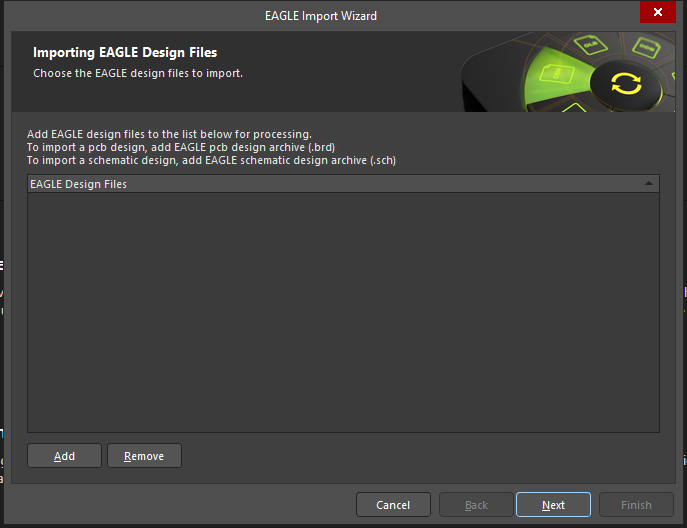 EAGLE Import Wizard
Importing EAGLE Design Files
Choose the EAGLE design files to import.
Add EAGLE design files to the list below for processing.
To import a pcb design, add EAGLE pcb design archive (.brd)
To import a schematic design, add EAGLE schematic design archive (.sch)
EAGLE Design Files
Add
Remove
Cancel
Back
Next
Finish